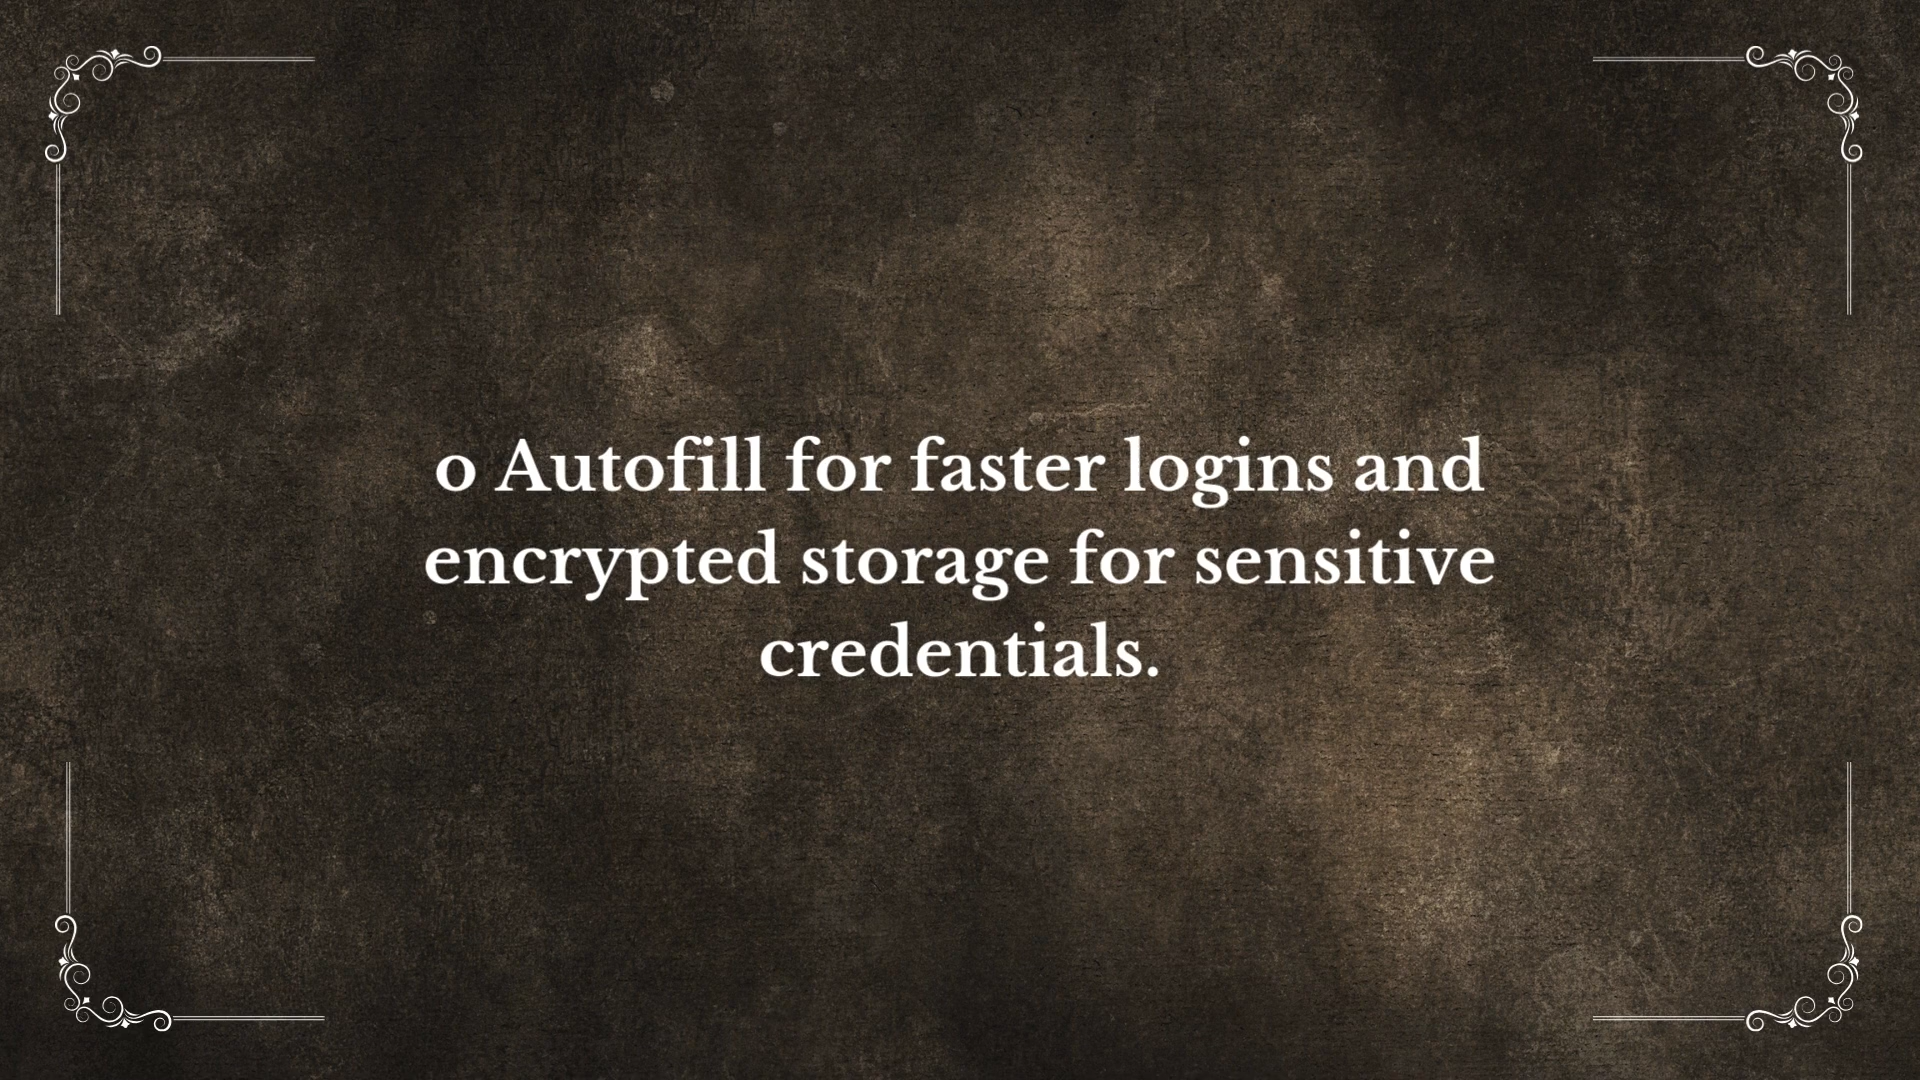 o Autofill for faster logins and
encrypted storage for sensitive
credentials.